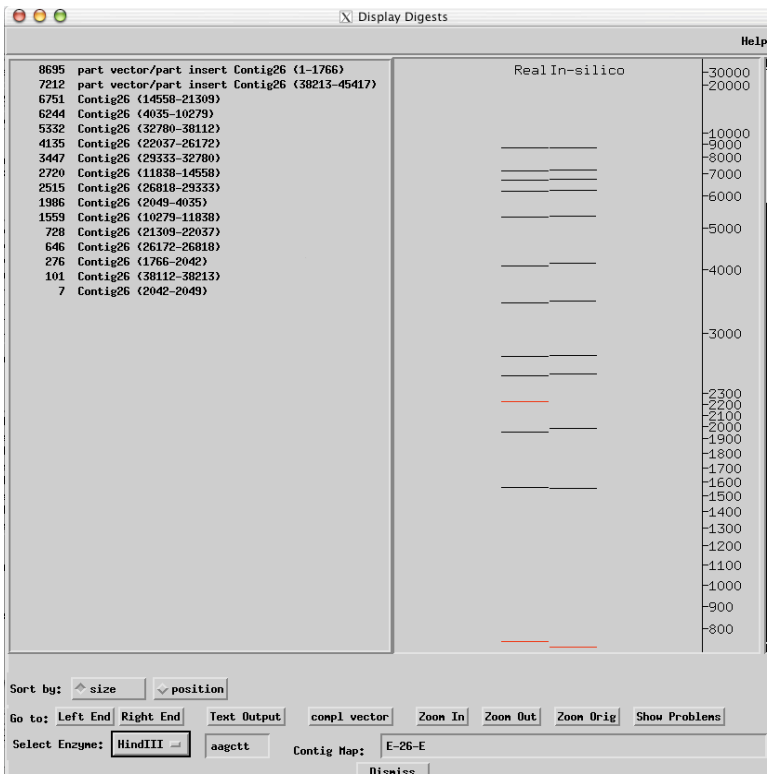 Display Digests
Help
8695 part vector/part insert Contig26 (1-1766)
7212 part vector/part insert Contig26 (38213-45417)
6751 Contig26 (14558-21309)
6244 Contig26 (4035-10279)
5332 Contig26 (32780-38112)
4135 Contig26 (22037-26172)
3447 Contig26 (29333-32780)
2720 Contig26 (11838-14558)
2515 Contig26 (26818-29333)
1986 Contig26 (2049-4035)
1559 Contig26 (10279-11838)
728 Contig26 (21309-22037)
646 Contig26 (26172-26818)
276 Contig26 (1766-2042)
101 Contig26 (38112-38213)
7 Contig26 (2042-2049)
Real In-silico
30000
20000
10000
9000
8000
7000
6000
5000
4000
3000
2300
2200
2100
2000
1900
1800
1700
1600
1500
1400
1300
1200
1100
1000
900
800
Sort by: size position
Go to: Left End Right End Text Output compl vector Zoom In Zoom Out Zoom Orig Show Problems
Select Enzyme: HindIII aagctt Contig Map: E-26-E
Dismiss